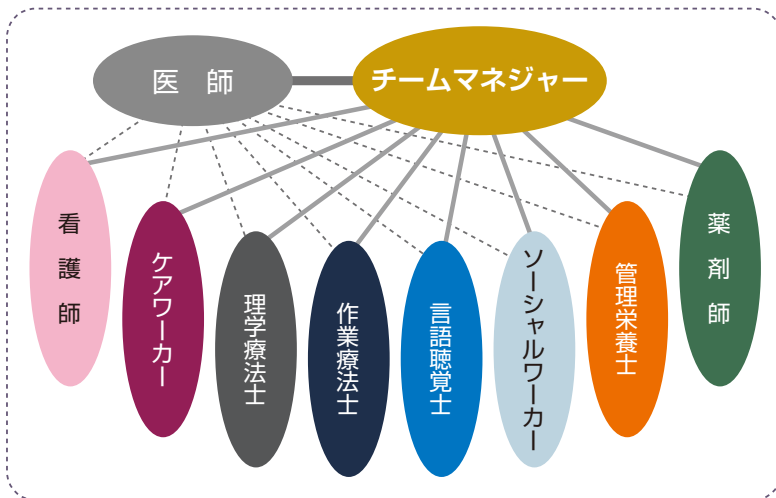 医　師
チームマネジャー
看護師
ケアワーカー
理学療法士
作業療法士
言語聴覚士
ソーシャルワーカー
管理栄養士
薬剤師